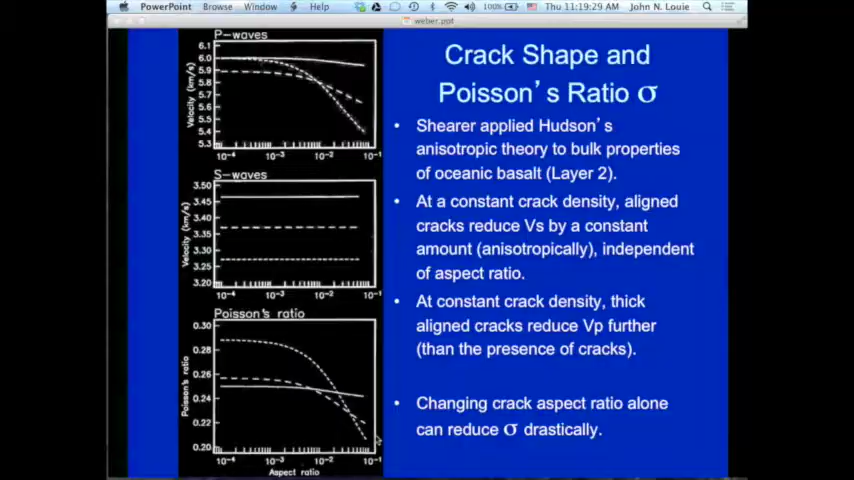 PowerPoint Browse Window Help 100% Thu 11:19:29 AM John N. Louie
weber.ppt
P-waves
6.1
6.0
5.9
5.8
5.7
5.6
5.5
5.4
5.3
Velocity (km/s)
10-4 10-3 10-2 10-1
S-waves
3.50
3.45
3.40
3.35
3.30
3.25
3.20
Velocity (km/s)
10-4 10-3 10-2 10-1
Poisson's ratio
0.30
0.28
0.26
0.24
0.22
0.20
Poisson's ratio
10-4 10-3 10-2 10-1
Aspect ratio
Crack Shape and
Poisson's Ratio σ
• Shearer applied Hudson's
anisotropic theory to bulk properties
of oceanic basalt (Layer 2).
• At a constant crack density, aligned
cracks reduce Vs by a constant
amount (anisotropically), independent
of aspect ratio.
• At constant crack density, thick
aligned cracks reduce Vp further
(than the presence of cracks).
• Changing crack aspect ratio alone
can reduce σ drastically.